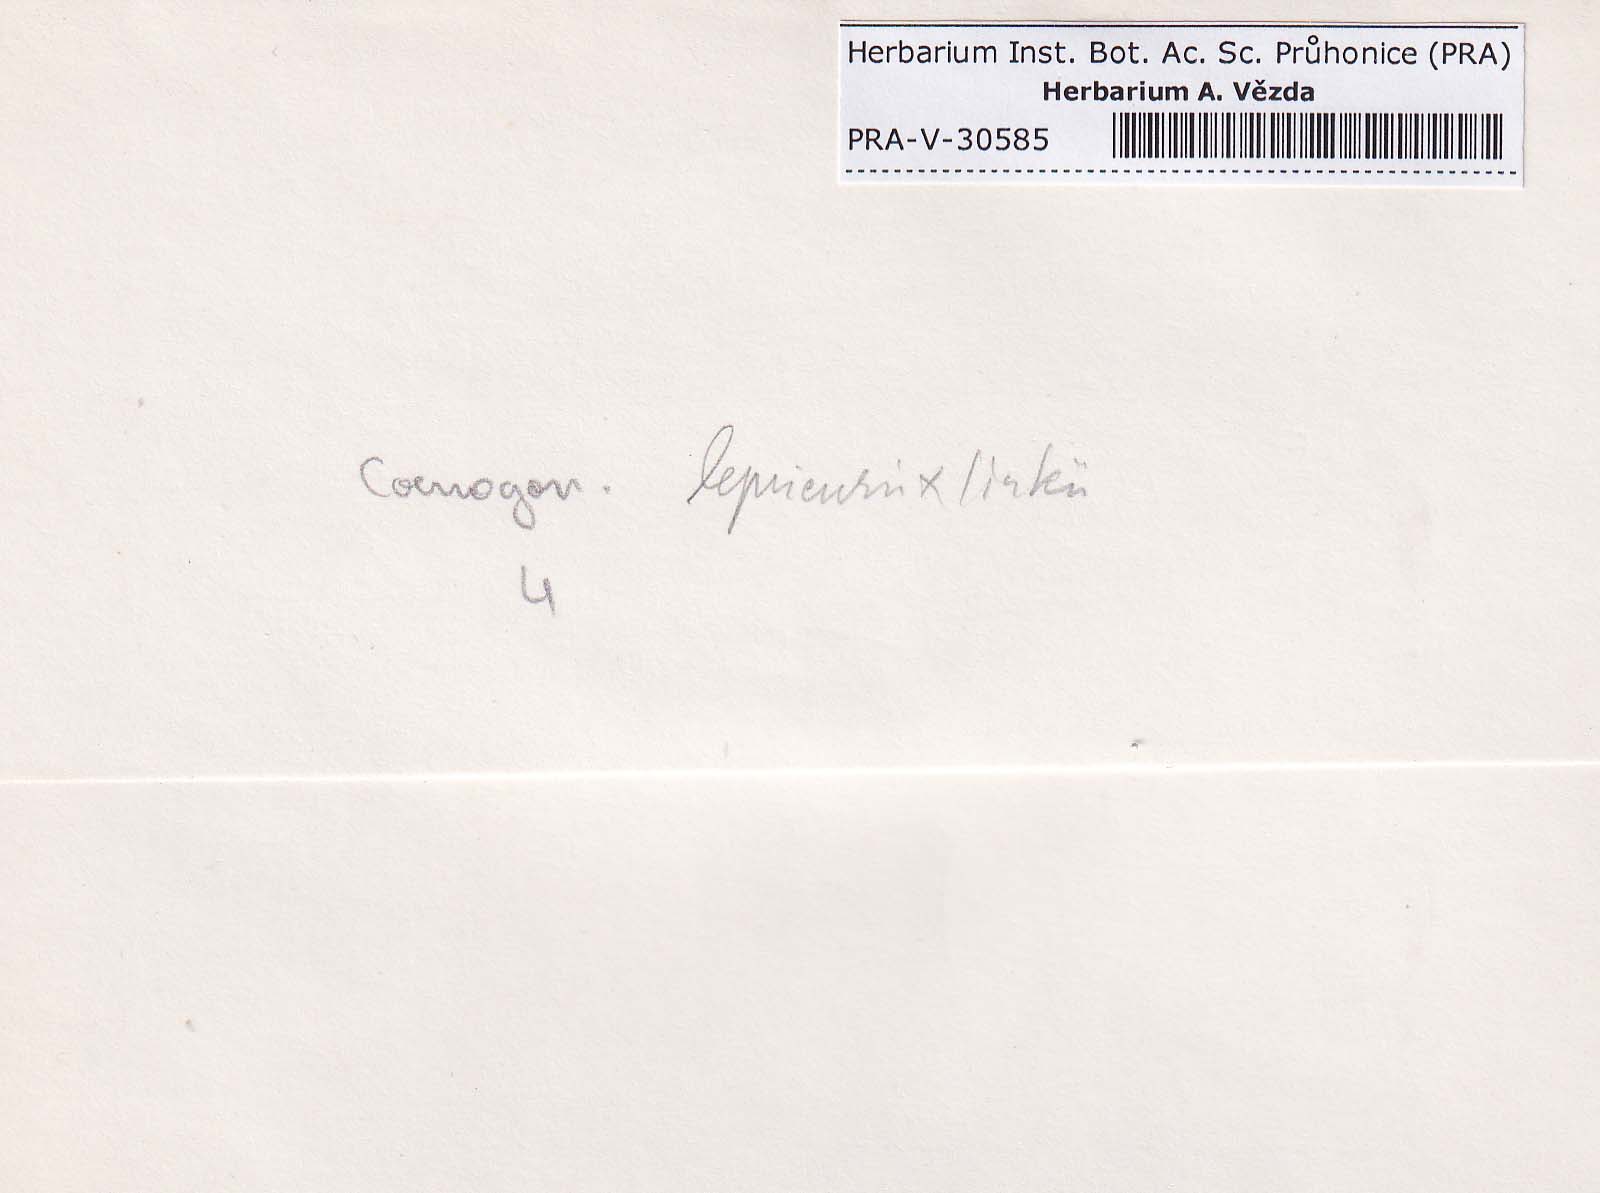 Herbarium Inst. Bot. Ac. Sc. Průhonice (PRA)
Herbarium A. Vězda
PRA-V-30585
Coenogon. leprieurii x linkii
4